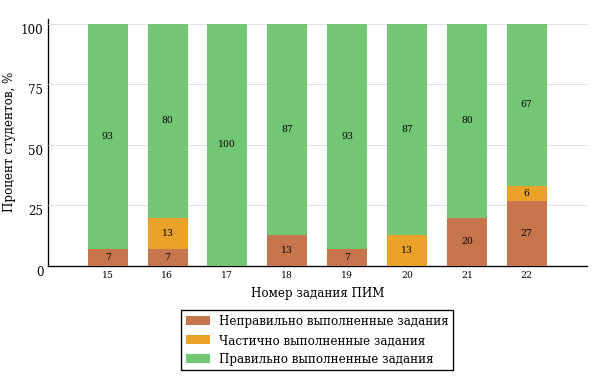 Процент студентов, %
100
75
50
25
0
93 80 100 87 93 87 80 67
13 6
7 7 13 7 13 20 27
15 16 17 18 19 20 21 22
Номер задания ПИМ
Неправильно выполненные задания
Частично выполненные задания
Правильно выполненные задания